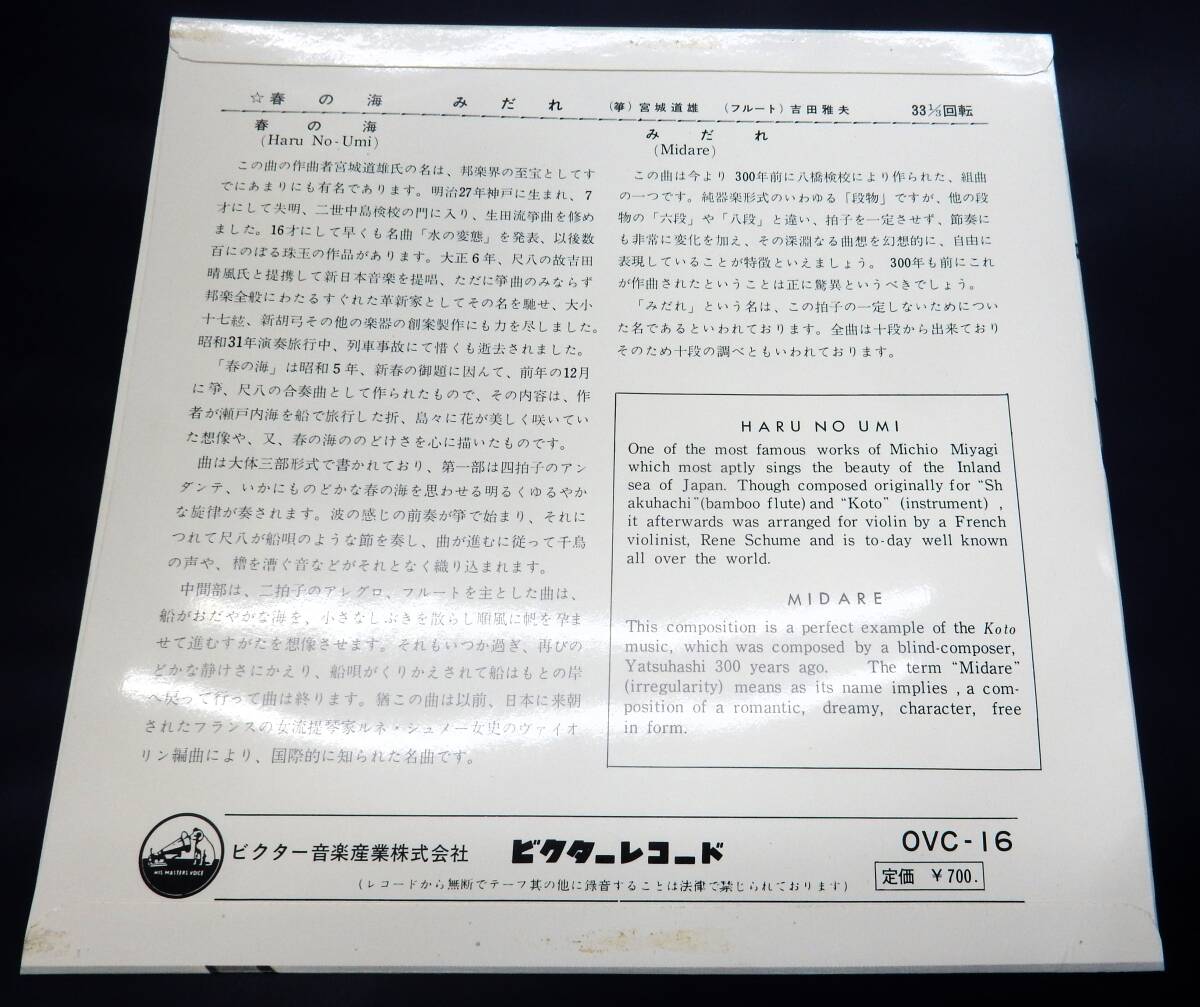 ☆春の海 みだれ (箏)宮城道雄 (フルート)吉田雅夫 33⅓回転
春の海
(Haru No-Umi)
この曲の作曲者宮城道雄氏の名は、邦楽界の至宝としてす
でにあまりにも有名であります。明治27年神戸に生まれ、7
才にして失明、二世中島検校の門に入り、生田流箏曲を修め
ました。16才にして早くも名曲「水の変態」を発表、以後数
百にのぼる珠玉の作品があります。大正6年、尺八の故吉田
晴風氏と提携して新日本音楽を提唱、ただに箏曲のみならず
邦楽全般にわたるすぐれた革新家としてその名を馳せ、大小
十七絃、新胡弓その他の楽器の創案製作にも力を尽しました。
昭和31年演奏旅行中、列車事故にて惜くも逝去されました。
「春の海」は昭和5年、新春の御題に因んで、前年の12月
に箏、尺八の合奏曲として作られたもので、その内容は、作
者が瀬戸内海を船で旅行した折、島々に花が美しく咲いてい
た想像や、又、春の海ののどけさを心に描いたものです。
曲は大体三部形式で書かれており、第一部は四拍子のアン
ダンテ、いかにものどかな春の海を思わせる明るくゆるやか
な旋律が奏されます。波の感じの前奏が箏で始まり、それに
つれて尺八が船唄のような節を奏し、曲が進むに従って千鳥
の声や、櫓を漕ぐ音などがそれとなく織り込まれます。
中間部は、二拍子のアレグロ、フルートを主とした曲は、
船がおだやかな海を、小さなしぶきを散らし順風に帆を孕ま
せて進むすがたを想像させます。それもいつか過ぎ、再びの
どかな静けさにかえり、船唄がくりかえされて船はもとの岸
へ戻って行って曲は終ります。猶この曲は以前、日本に来朝
されたフランスの女流提琴家ルネ・シュメー女史のヴァイオ
リン編曲により、国際的に知られた名曲です。
みだれ
(Midare)
この曲は今より 300年前に八橋検校により作られた、組曲
の一つです。純器楽形式のいわゆる「段物」ですが、他の段
物の「六段」や「八段」と違い、拍子を一定させず、節奏に
も非常に変化を加え、その深淵なる曲想を幻想的に、自由に
表現していることが特徴といえましょう。300年も前にこれ
が作曲されたということは正に驚異というべきでしょう。
「みだれ」という名は、この拍子の一定しないためについ
た名であるといわれております。全曲は十段から出来ており
そのため十段の調べともいわれております。
HARU NO UMI
One of the most famous works of Michio Miyagi
which most aptly sings the beauty of the Inland
sea of Japan. Though composed originally for "Sh
akuhachi"(bamboo flute) and "Koto" (instrument) ,
it afterwards was arranged for violin by a French
violinist, Rene Schume and is to-day well known
all over the world.
MIDARE
This composition is a perfect example of the Koto
music, which was composed by a blind-composer,
Yatsuhashi 300 years ago. The term "Midare"
(irregularity) means as its name implies , a com-
position of a romantic, dreamy, character, free
in form.
HIS MASTERS VOICE
ビクター音楽産業株式会社 ビクターレコード
OVC-16
(レコードから無断でテープ其の他に録音することは法律で禁じられております)
定価 ¥700.